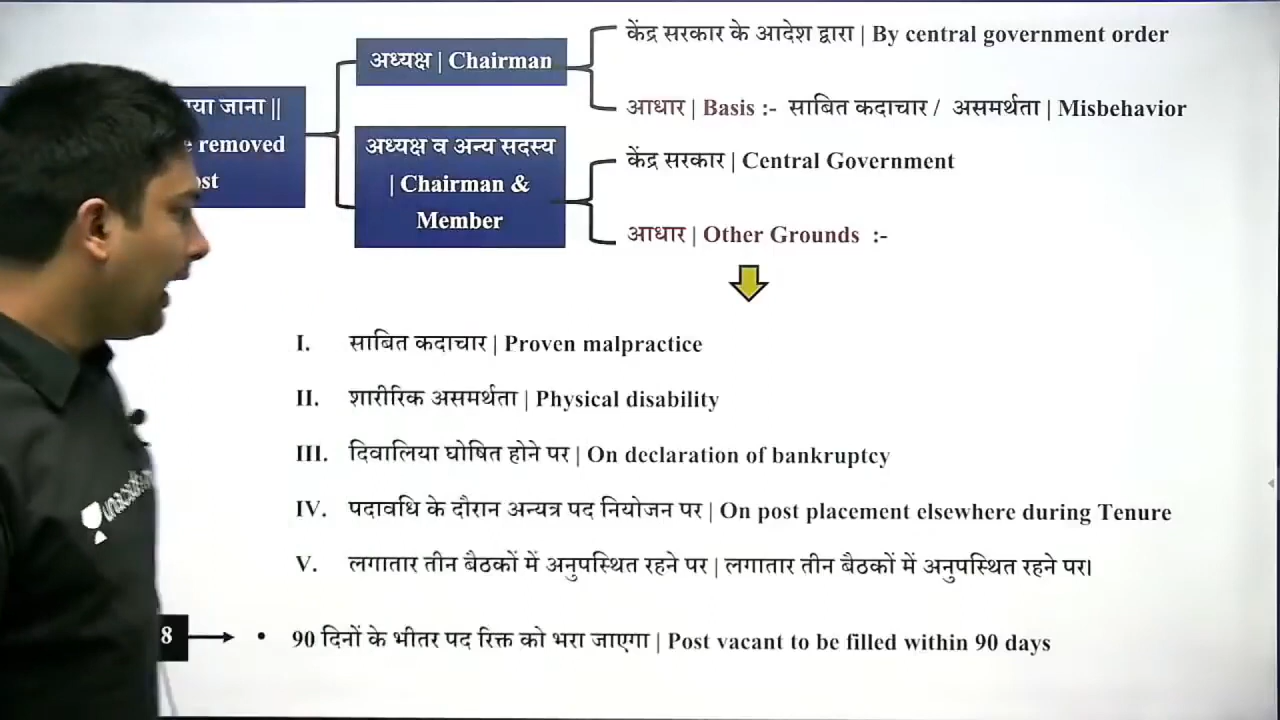 केंद्र सरकार के आदेश द्वारा | By central government order
अध्यक्ष | Chairman
जाना ||
आधार | Basis :- साबित कदाचार / असमर्थता | Misbehavior
removed
अध्यक्ष व अन्य सदस्य
| Chairman &
Member
केंद्र सरकार | Central Government
आधार | Other Grounds :-
I. साबित कदाचार | Proven malpractice
II. शारीरिक असमर्थता | Physical disability
III. दिवालिया घोषित होने पर | On declaration of bankruptcy
IV. पदावधि के दौरान अन्यत्र पद नियोजन पर | On post placement elsewhere during Tenure
V. लगातार तीन बैठकों में अनुपस्थित रहने पर | लगातार तीन बैठकों में अनुपस्थित रहने पर।
unacademy
8 • 90 दिनों के भीतर पद रिक्त को भरा जाएगा | Post vacant to be filled within 90 days